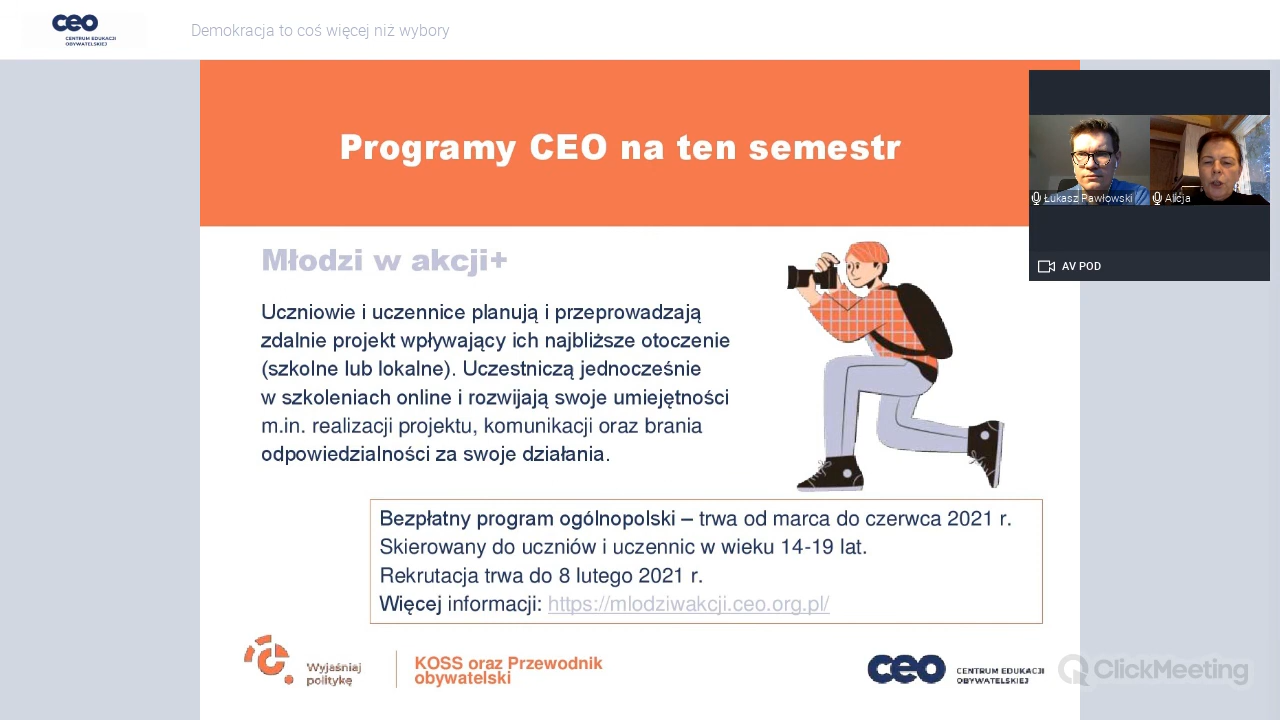 ceo
CENTRUM EDUKACJI
OBYWATELSKIEJ
Demokracja to coś więcej niż wybory
Programy CEO na ten semestr
Łukasz Pawłowski
Alicja
AV POD
Młodzi w akcji+
Uczniowie i uczennice planują i przeprowadzają
zdalnie projekt wpływający ich najbliższe otoczenie
(szkolne lub lokalne). Uczestniczą jednocześnie
w szkoleniach online i rozwijają swoje umiejętności
m.in. realizacji projektu, komunikacji oraz brania
odpowiedzialności za swoje działania.
Bezpłatny program ogólnopolski – trwa od marca do czerwca 2021 r.
Skierowany do uczniów i uczennic w wieku 14-19 lat.
Rekrutacja trwa do 8 lutego 2021 r.
Więcej informacji: https://mlodziwakcji.ceo.org.pl/
Wyjaśniaj
politykę
KOSS oraz Przewodnik
obywatelski
ceo
CENTRUM EDUKACJI
OBYWATELSKIEJ
ClickMeeting